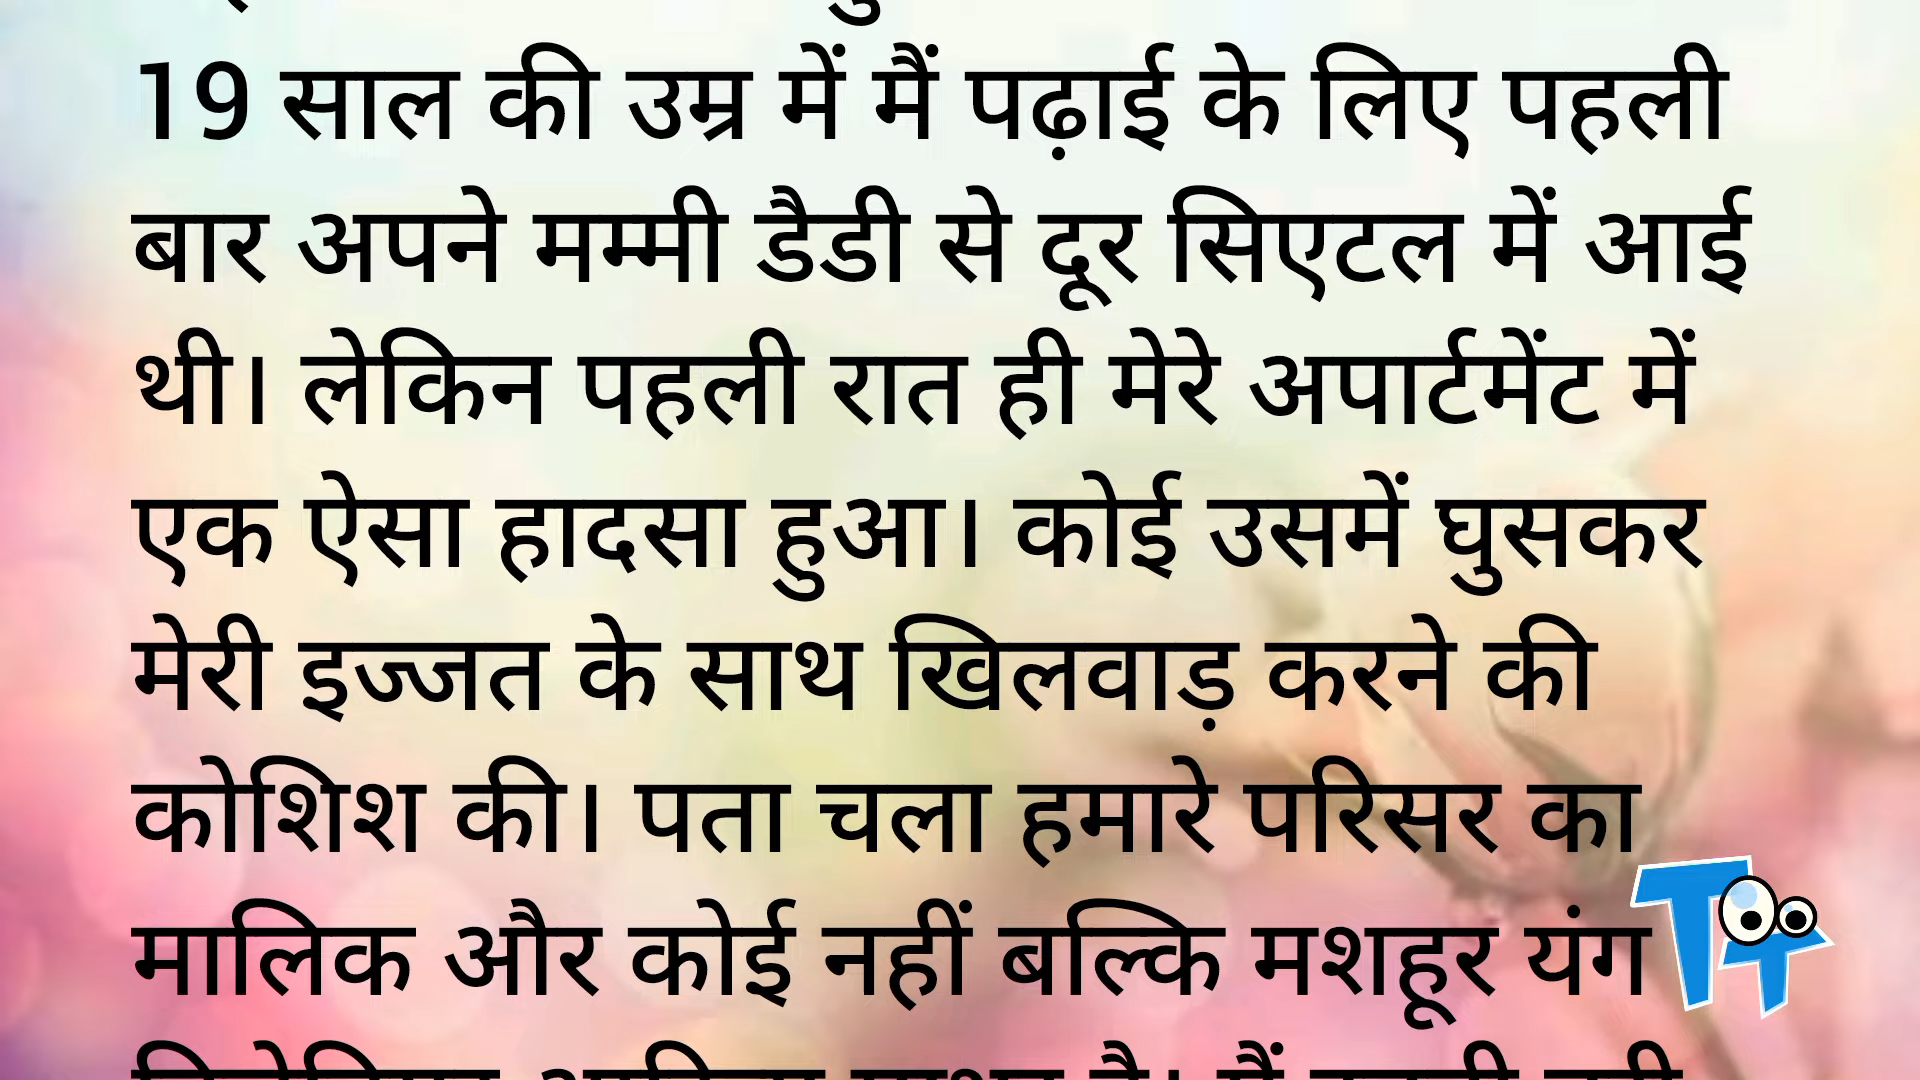 19 साल की उम्र में मैं पढ़ाई के लिए पहली
बार अपने मम्मी डैडी से दूर सिएटल में आई
थी। लेकिन पहली रात ही मेरे अपार्टमेंट में
एक ऐसा हादसा हुआ। कोई उसमें घुसकर
मेरी इज्जत के साथ खिलवाड़ करने की
कोशिश की। पता चला हमारे परिसर का
मालिक और कोई नहीं बल्कि मशहूर यंग
TT